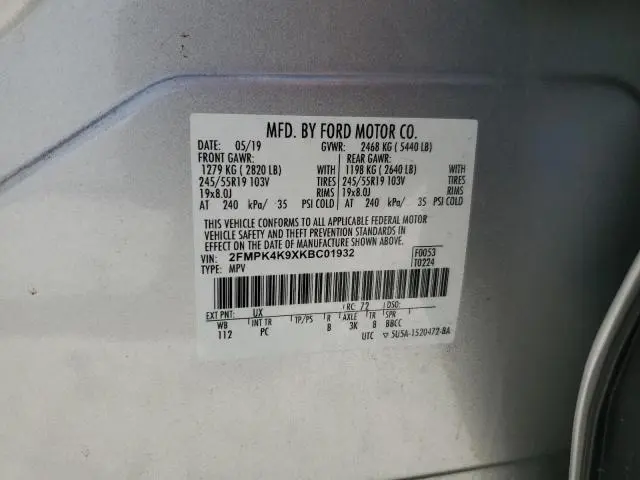 MFD. BY FORD MOTOR CO.
DATE: 05/19 GVWR: 2468 KG ( 5440 LB)
FRONT GAWR: REAR GAWR:
1279 KG ( 2820 LB) WITH 1198 KG ( 2640 LB) WITH
245/55R19 103V TIRES 245/55R19 103V TIRES
19x8.0J RIMS 19x8.0J RIMS
AT 240 kPa/ 35 PSI COLD AT 240 kPa/ 35 PSI COLD
THIS VEHICLE CONFORMS TO ALL APPLICABLE FEDERAL MOTOR
VEHICLE SAFETY AND THEFT PREVENTION STANDARDS IN
EFFECT ON THE DATE OF MANUFACTURE SHOWN ABOVE.
VIN: 2FMPK4K9XKBC01932 F0053
TYPE: MPV T0224
EXT PNT: UX RC: 72 DSO:
WB INT TR TP/PS R AXLE TR SPR
112 PC B 3K B BBCC
UTC ▽ 5U5A-1520472-BA